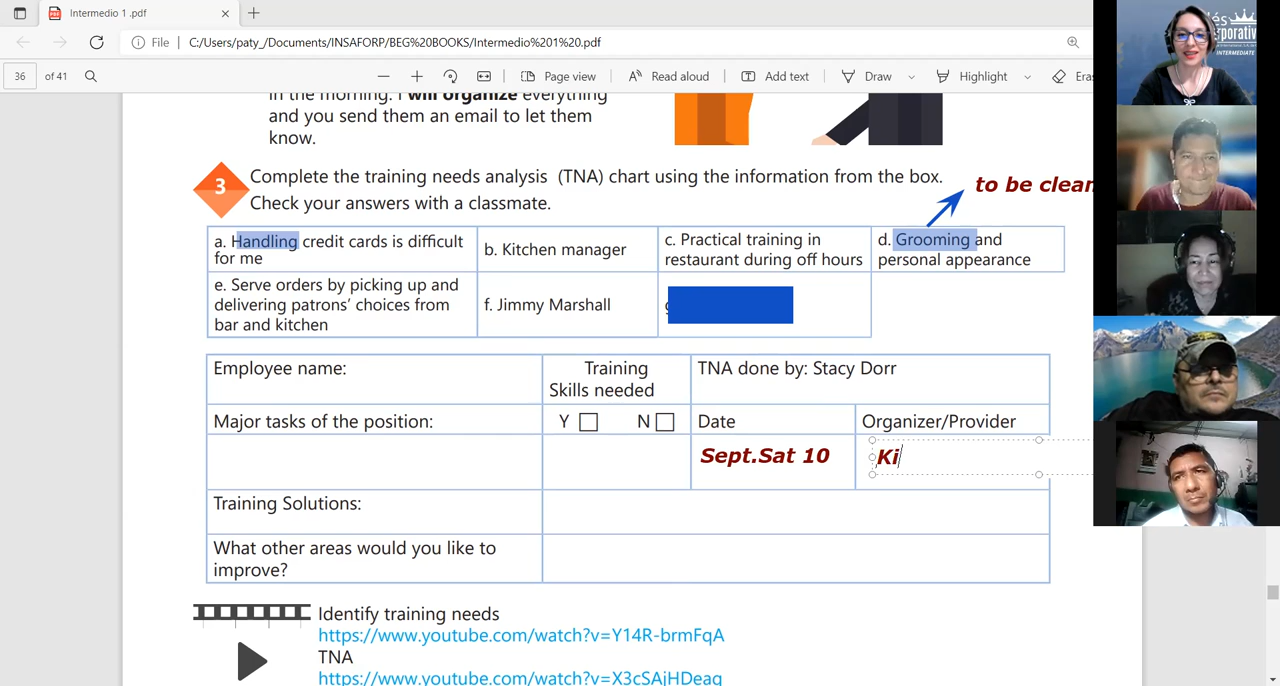 Intermedio 1 .pdf
File
C:/Users/paty_/Documents/INSAFORP/BEG%20BOOKS/Intermedio%201%20.pdf
36 of 41
Page view
Read aloud
Add text
Draw
Highlight
in the morning. I will organize everything
and you send them an email to let them
know.
3
Complete the training needs analysis (TNA) chart using the information from the box.
Check your answers with a classmate.
to be clean
a. Handling credit cards is difficult
for me
b. Kitchen manager
c. Practical training in
restaurant during off hours
d. Grooming and
personal appearance
e. Serve orders by picking up and
delivering patrons' choices from
bar and kitchen
f. Jimmy Marshall
Employee name:
Training
Skills needed
TNA done by: Stacy Dorr
Major tasks of the position:
Y N
Date
Organizer/Provider
Sept.Sat 10
Ki
Training Solutions:
What other areas would you like to
improve?
Identify training needs
https://www.youtube.com/watch?v=Y14R-brmFqA
TNA
https://www.youtube.com/watch?v=X3cSAjHDeag
INTERMEDIATE